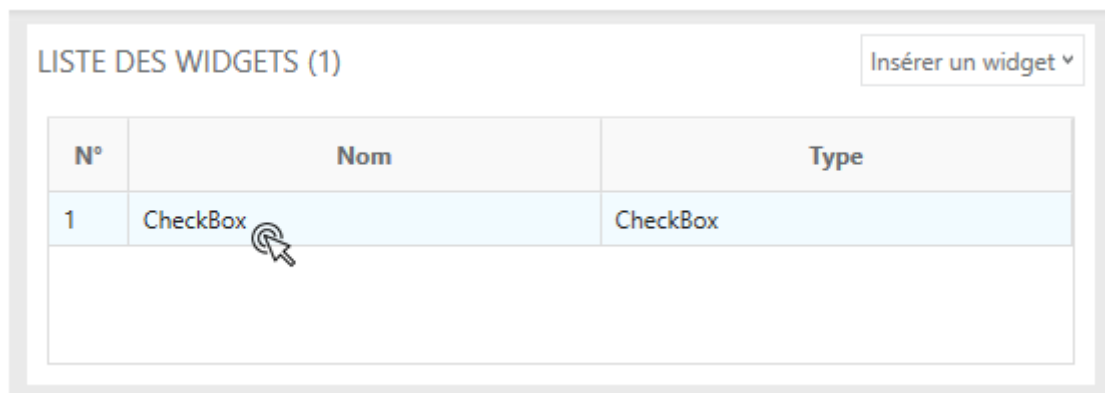 LISTE DES WIDGETS (1)
Insérer un widget
N° Nom Type
1 CheckBox CheckBox